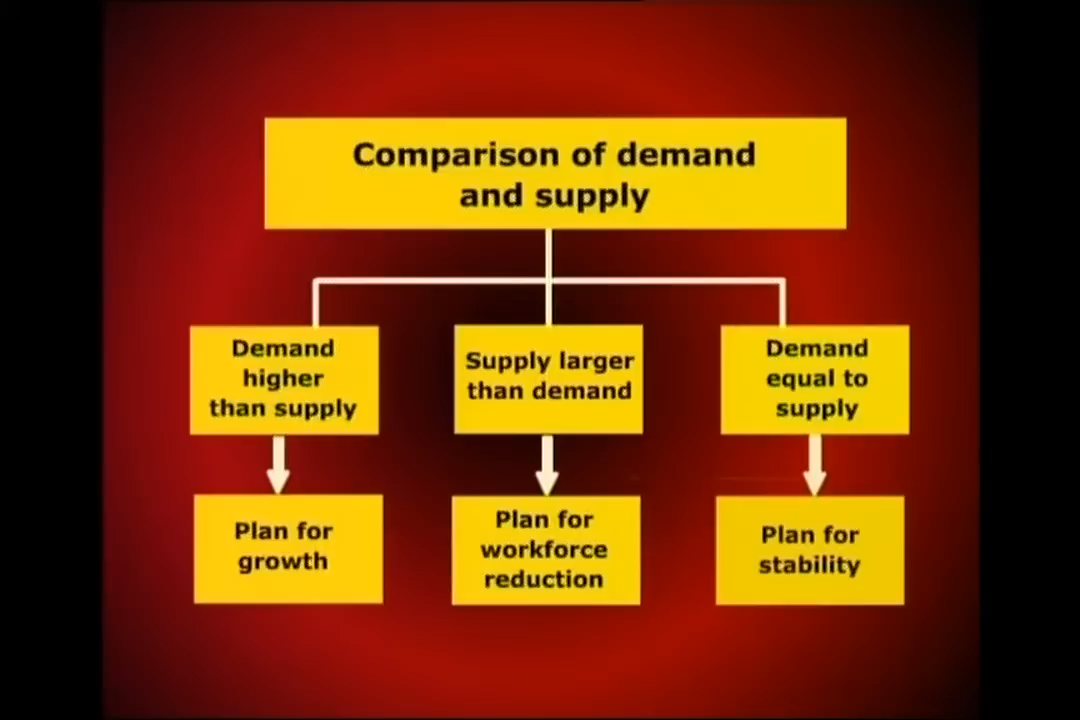 Comparison of demand
and supply
Demand
higher
than supply
Supply larger
than demand
Demand
equal to
supply
Plan for
growth
Plan for
workforce
reduction
Plan for
stability